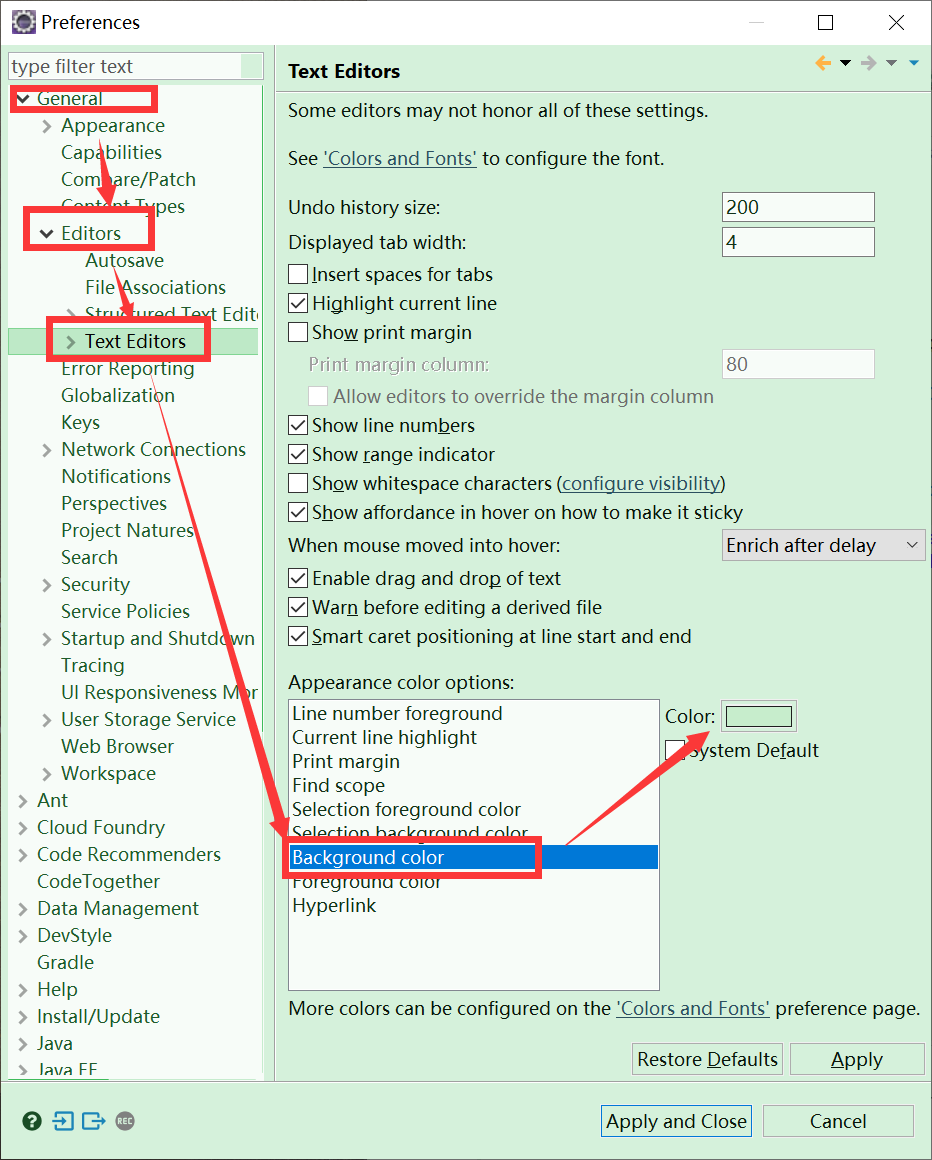 Preferences
type filter text
General
Appearance
Capabilities
Compare/Patch
Content Types
Editors
Autosave
File Associations
Structured Text Edit
Text Editors
Error Reporting
Globalization
Keys
Network Connections
Notifications
Perspectives
Project Natures
Search
Security
Service Policies
Startup and Shutdown
Tracing
UI Responsiveness Mor
User Storage Service
Web Browser
Workspace
Ant
Cloud Foundry
Code Recommenders
CodeTogether
Data Management
DevStyle
Gradle
Help
Install/Update
Java
Java EE
Text Editors
Some editors may not honor all of these settings.
See 'Colors and Fonts' to configure the font.
Undo history size: 200
Displayed tab width: 4
Insert spaces for tabs
Highlight current line
Show print margin
Print margin column: 80
Allow editors to override the margin column
Show line numbers
Show range indicator
Show whitespace characters (configure visibility)
Show affordance in hover on how to make it sticky
When mouse moved into hover: Enrich after delay
Enable drag and drop of text
Warn before editing a derived file
Smart caret positioning at line start and end
Appearance color options:
Line number foreground
Current line highlight
Print margin
Find scope
Selection foreground color
Selection background color
Background color
Foreground color
Hyperlink
Color:
System Default
More colors can be configured on the 'Colors and Fonts' preference page.
Restore Defaults Apply
REC
Apply and Close Cancel